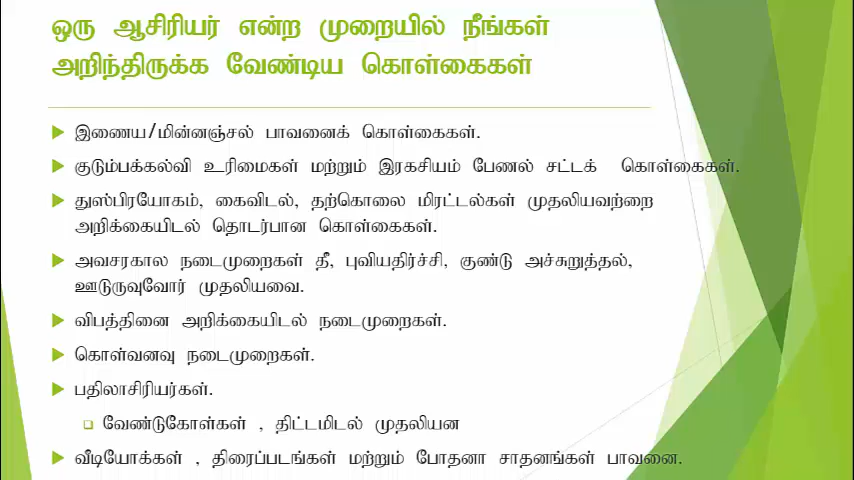 ஒரு ஆசிரியர் என்ற முறையில் நீங்கள்
அறிந்திருக்க வேண்டிய கொள்கைகள்
இணைய/மின்னஞ்சல் பாவனைக் கொள்கைகள்.
குடும்பக்கல்வி உரிமைகள் மற்றும் இரகசியம் பேணல் சட்டக் கொள்கைகள்.
துஸ்பிரயோகம், கைவிடல், தற்கொலை மிரட்டல்கள் முதலியவற்றை
அறிக்கையிடல் தொடர்பான கொள்கைகள்.
அவசரகால நடைமுறைகள் தீ, புவியதிர்ச்சி, குண்டு அச்சுறுத்தல்,
ஊடுருவுவோர் முதலியவை.
விபத்தினை அறிக்கையிடல் நடைமுறைகள்.
கொள்வனவு நடைமுறைகள்.
பதிலாசிரியர்கள்.
வேண்டுகோள்கள் , திட்டமிடல் முதலியன
வீடியோக்கள் , திரைப்படங்கள் மற்றும் போதனா சாதனங்கள் பாவனை.